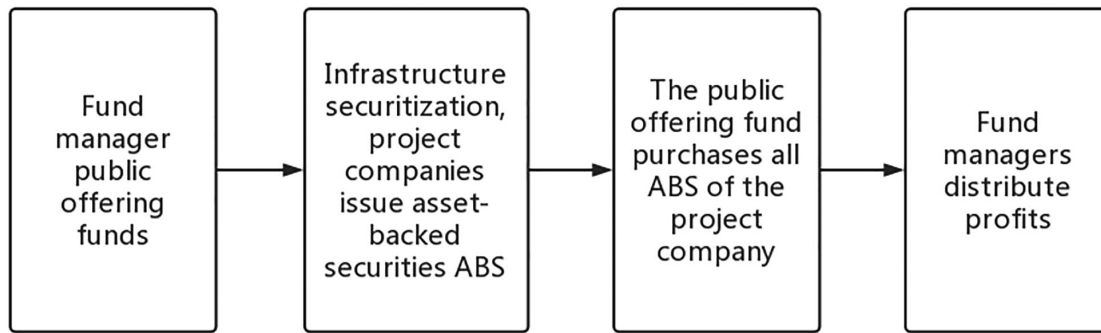 Fund
manager
public
offering
funds
Infrastructure
securitization,
project
companies
issue asset-
backed
securities ABS
The public
offering fund
purchases all
ABS of the
project
company
Fund
managers
distribute
profits